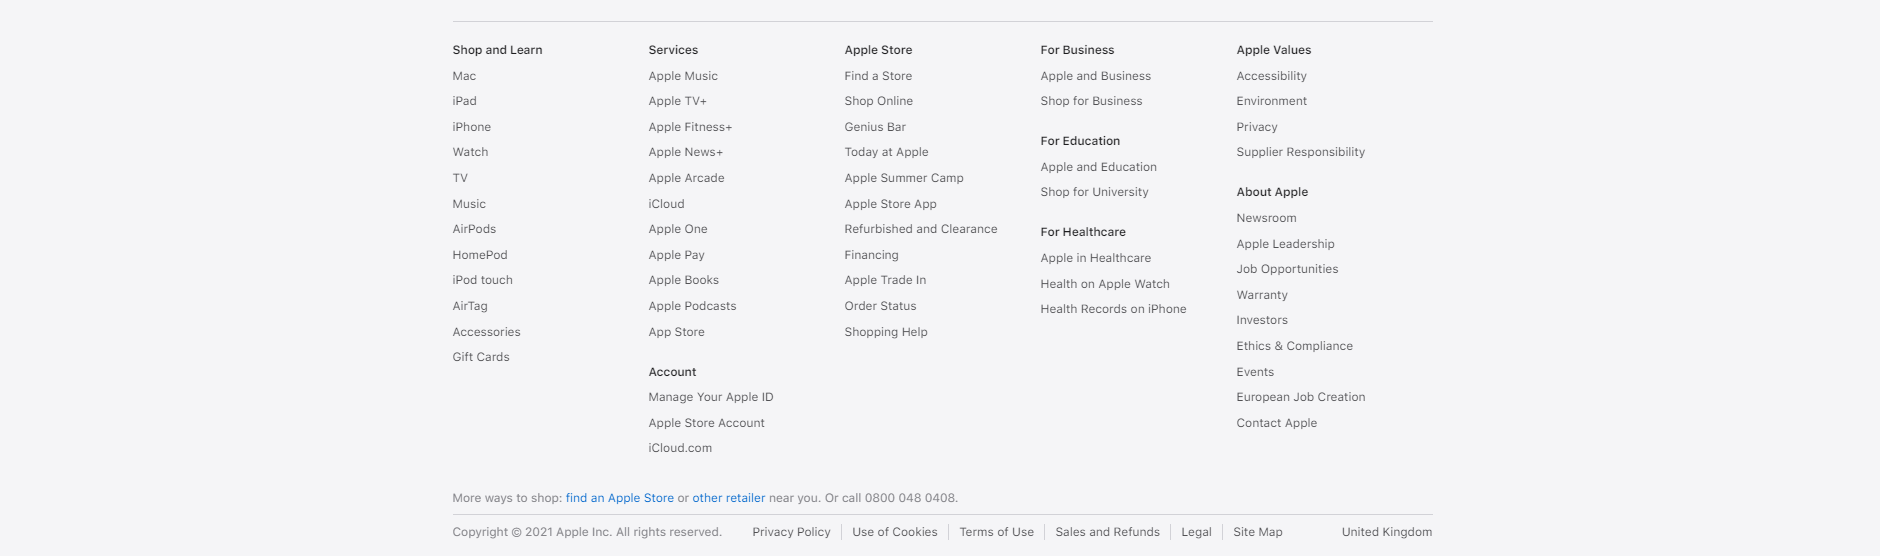 Shop and Learn
Mac
iPad
iPhone
Watch
TV
Music
AirPods
HomePod
iPod touch
AirTag
Accessories
Gift Cards
Services
Apple Music
Apple TV+
Apple Fitness+
Apple News+
Apple Arcade
iCloud
Apple One
Apple Pay
Apple Books
Apple Podcasts
App Store
Account
Manage Your Apple ID
Apple Store Account
iCloud.com
Apple Store
Find a Store
Shop Online
Genius Bar
Today at Apple
Apple Summer Camp
Apple Store App
Refurbished and Clearance
Financing
Apple Trade In
Order Status
Shopping Help
For Business
Apple and Business
Shop for Business
For Education
Apple and Education
Shop for University
For Healthcare
Apple in Healthcare
Health on Apple Watch
Health Records on iPhone
Apple Values
Accessibility
Environment
Privacy
Supplier Responsibility
About Apple
Newsroom
Apple Leadership
Job Opportunities
Warranty
Investors
Ethics & Compliance
Events
European Job Creation
Contact Apple
More ways to shop: find an Apple Store or other retailer near you. Or call 0800 048 0408.
Copyright © 2021 Apple Inc. All rights reserved. Privacy Policy Use of Cookies Terms of Use Sales and Refunds Legal Site Map United Kingdom